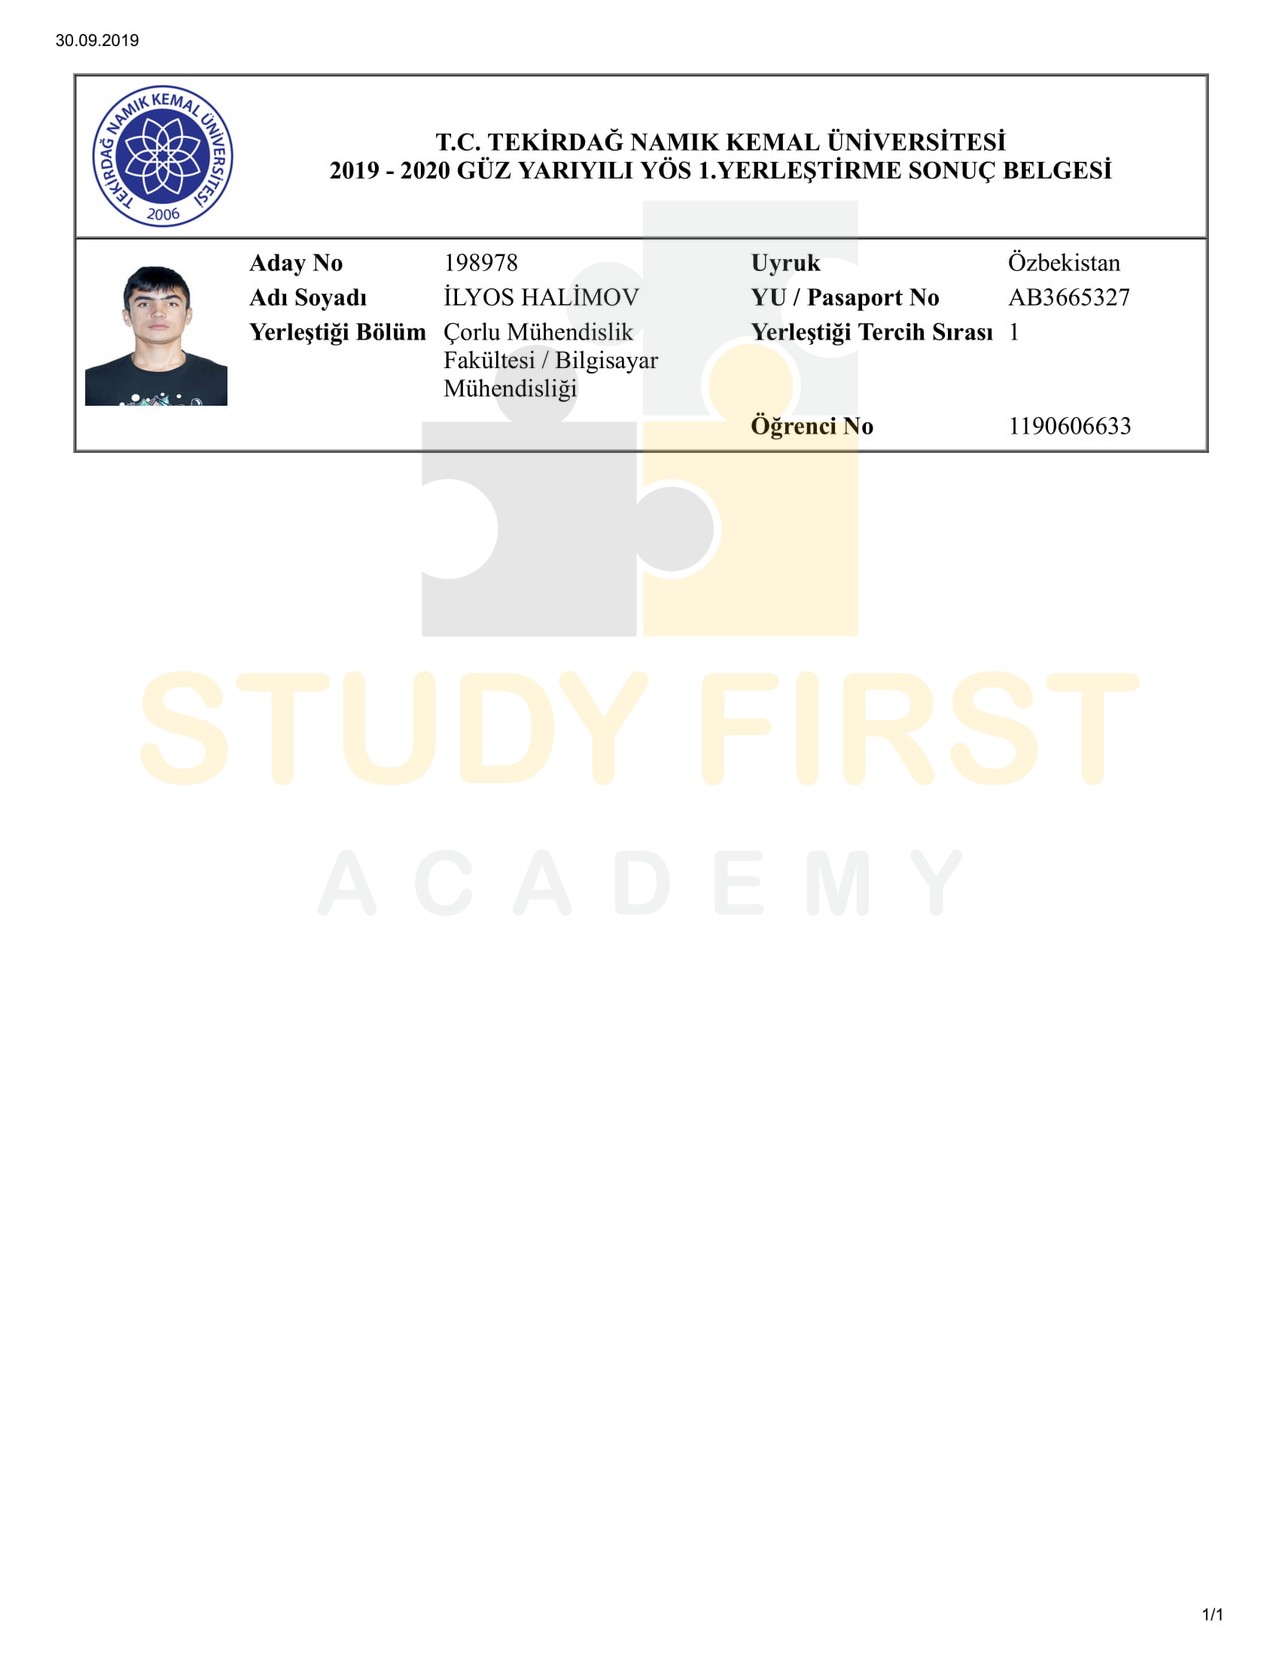 30.09.2019
TEKİRDAĞ NAMIK KEMAL ÜNİVERSİTESİ
2006
T.C. TEKİRDAĞ NAMIK KEMAL ÜNİVERSİTESİ
2019 - 2020 GÜZ YARIYILI YÖS 1.YERLEŞTİRME SONUÇ BELGESİ
Aday No 198978 Uyruk Özbekistan
Adı Soyadı İLYOS HALİMOV YU / Pasaport No AB3665327
Yerleştiği Bölüm Çorlu Mühendislik Yerleştiği Tercih Sırası 1
Fakültesi / Bilgisayar
Mühendisliği
Öğrenci No 1190606633
STUDY FIRST
ACADEMY
1/1